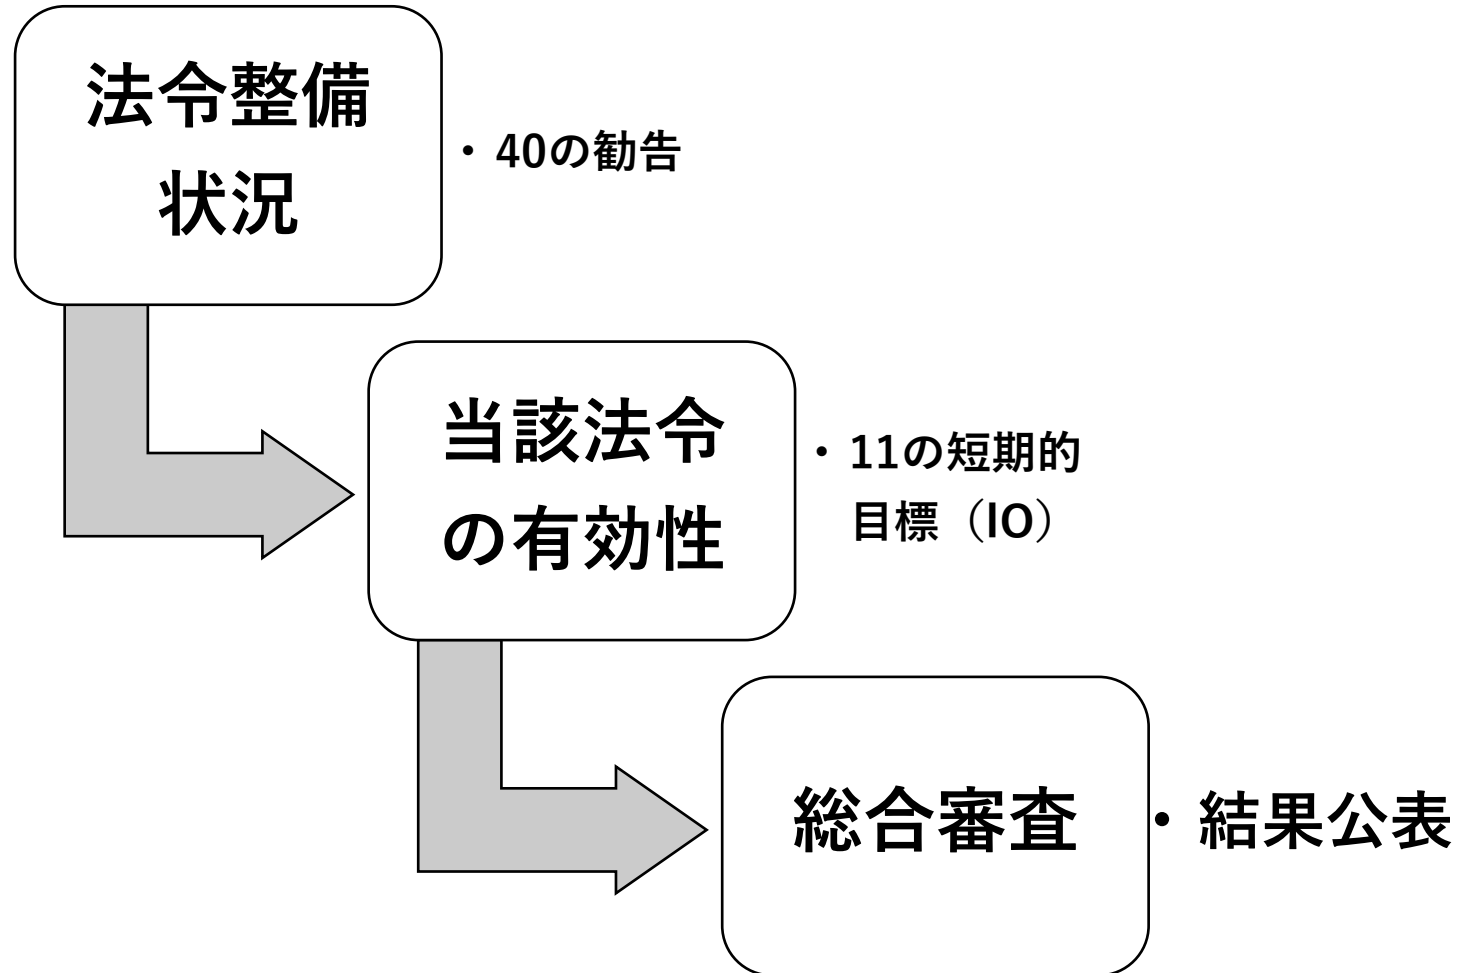 法令整備
状況
・40の勧告
当該法令
の有効性
・11の短期的
目標（IO）
総合審査
・結果公表